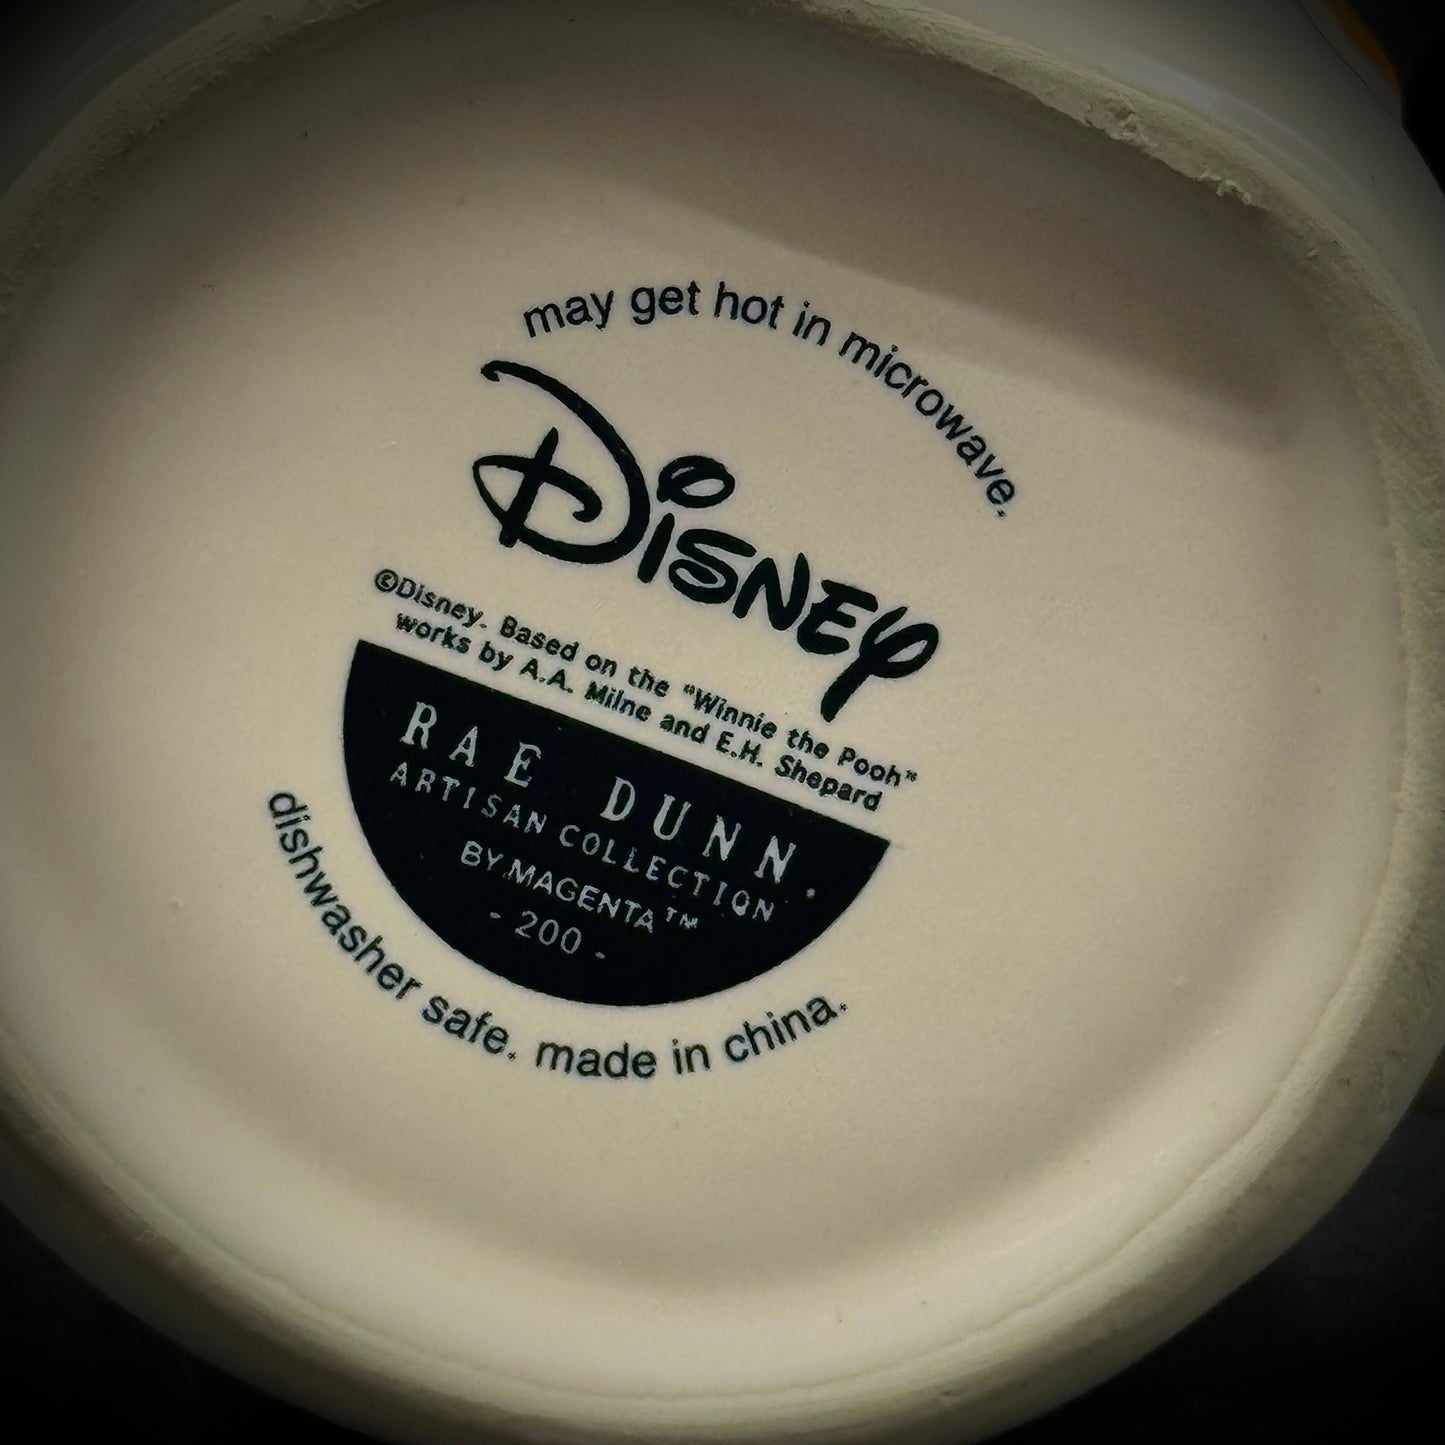 may get hot in microwave.
Disney
©Disney. Based on the "Winnie the Pooh"
works by A.A. Milne and E.H. Shepard
RAE DUNN.
ARTISAN COLLECTION
BY MAGENTA™
- 200 -
dishwasher safe. made in china.